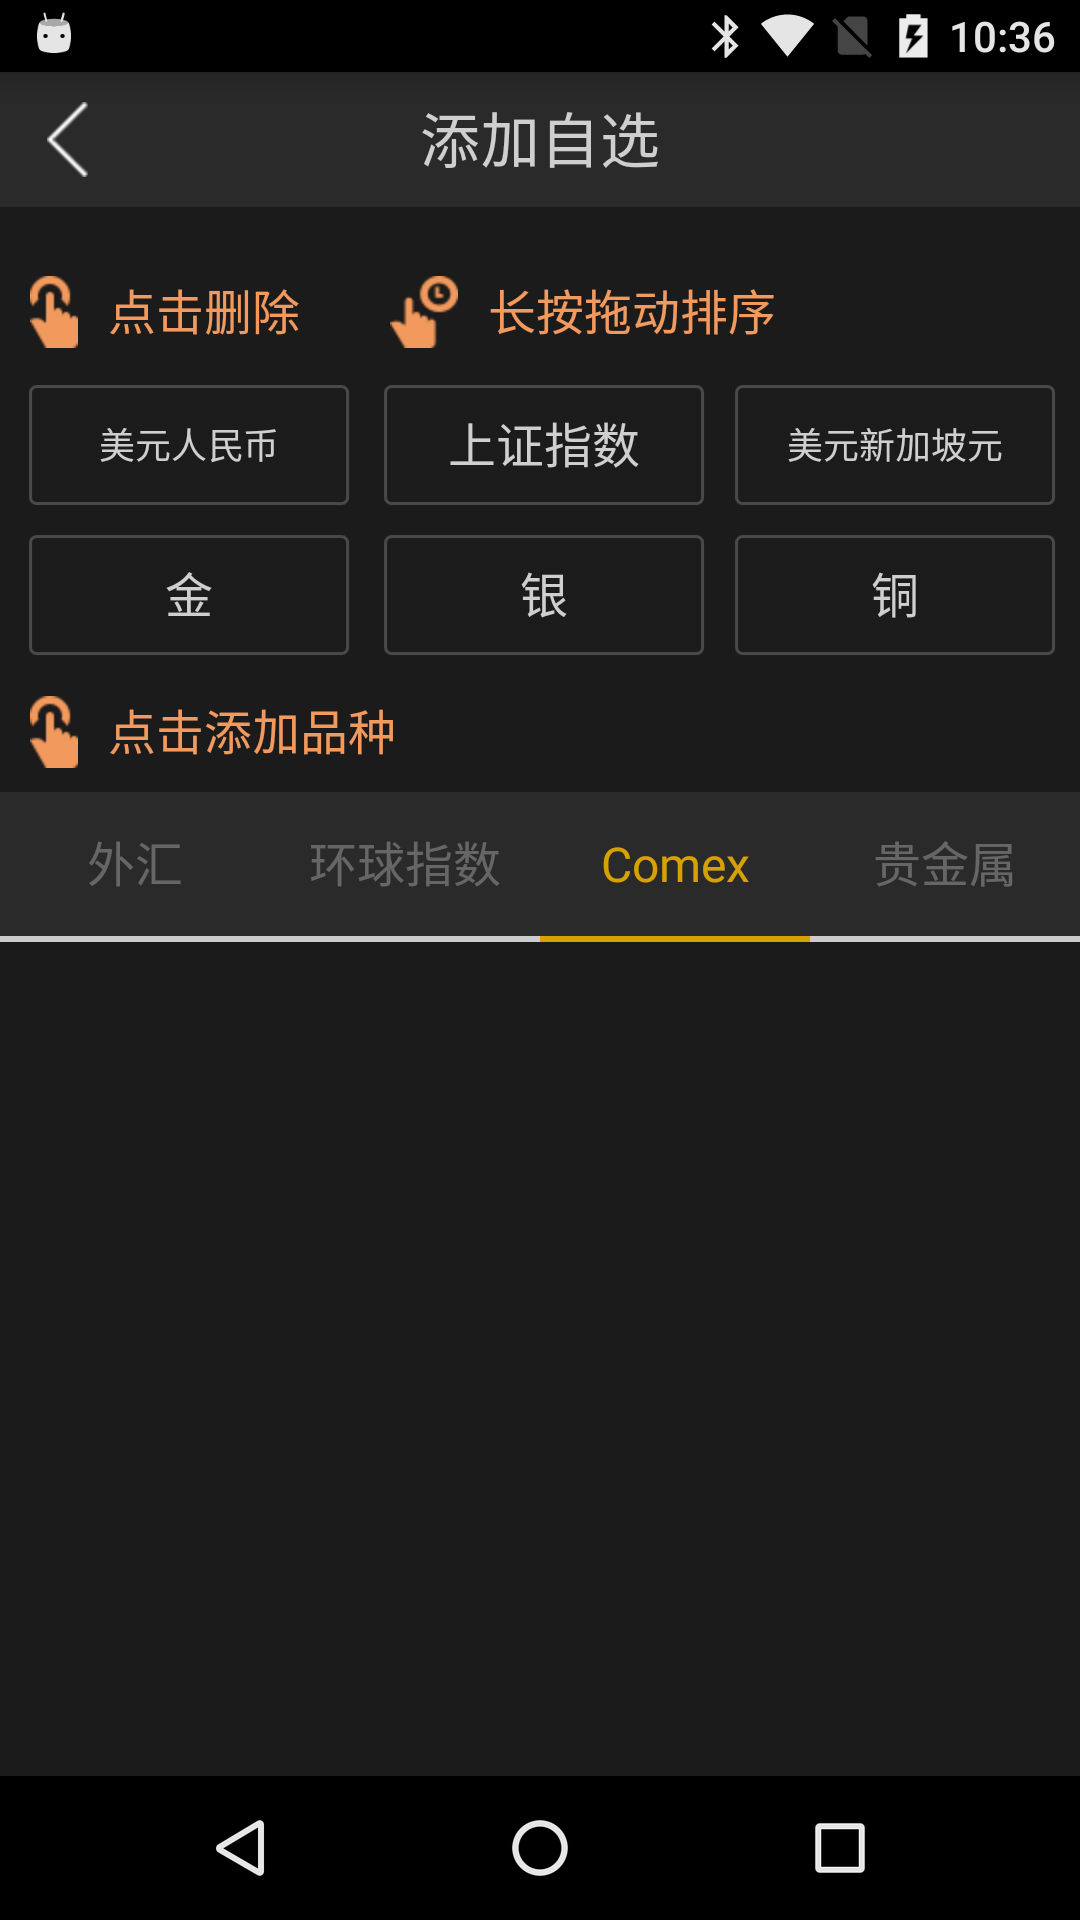 10:36
添加自选
点击删除 长按拖动排序
美元人民币 上证指数 美元新加坡元
金 银 铜
点击添加品种
外汇 环球指数 Comex 贵金属